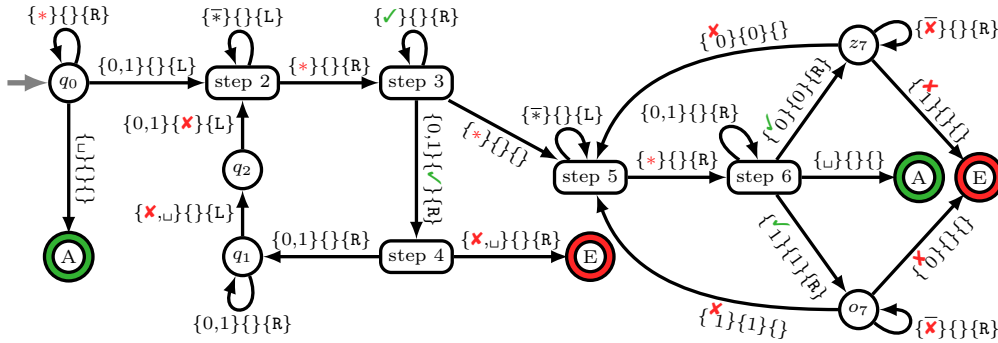 {*}{}{R}
{*̅}{}{L}
{✓}{}{R}
{✘0}{0}{}
z₇
{✘̅}{}{R}
q₀
{0,1}{}{L}
step 2
{*}{}{R}
step 3
{*̅}{}{L}
{0,1}{}{R}
{✓0}{0}{R}
{✘1}{}{}
{␣}{}{}
{0,1}{✘}{L}
{0,1}{✓}{R}
{*}{}{}
q₂
step 5
{*}{}{R}
step 6
{␣}{}{}
A
E
{✘,␣}{}{L}
{✓1}{1}{R}
{✘0}{}{}
A
q₁
{0,1}{}{R}
step 4
{✘,␣}{}{R}
E
{0,1}{}{R}
{✘1}{1}{}
o₇
{✘̅}{}{R}